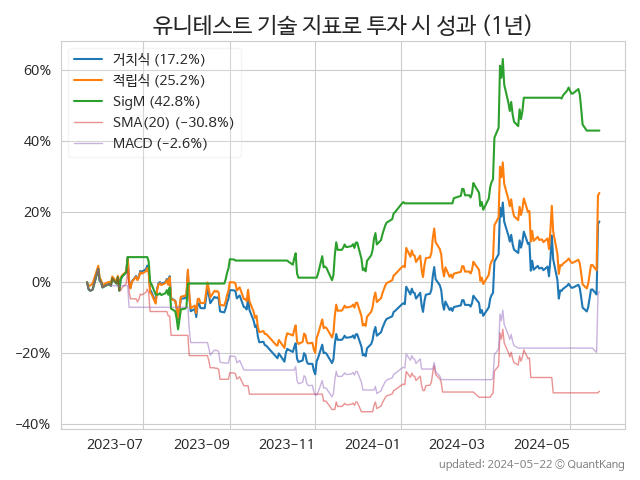 유니테스트 기술 지표로 투자 시 성과 (1년)
거치식 (17.2%)
적립식 (25.2%)
SigM (42.8%)
SMA(20) (−30.8%)
MACD (−2.6%)
60%
40%
20%
0%
−20%
−40%
2023−07 2023−09 2023−11 2024−01 2024−03 2024−05
updated: 2024-05-22 © QuantKang